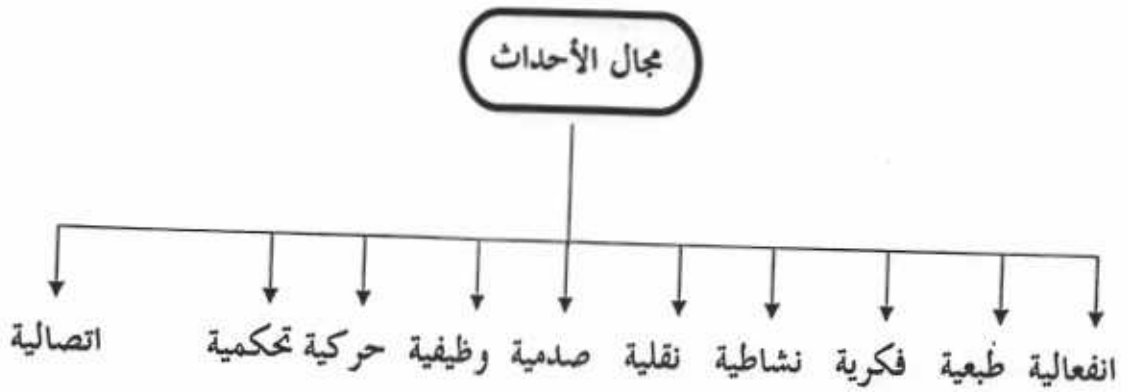 مجال الأحداث
انفعالية طبعية فكرية نشاطية نقلية صدمية وظيفية حركية تحكمية اتصالية